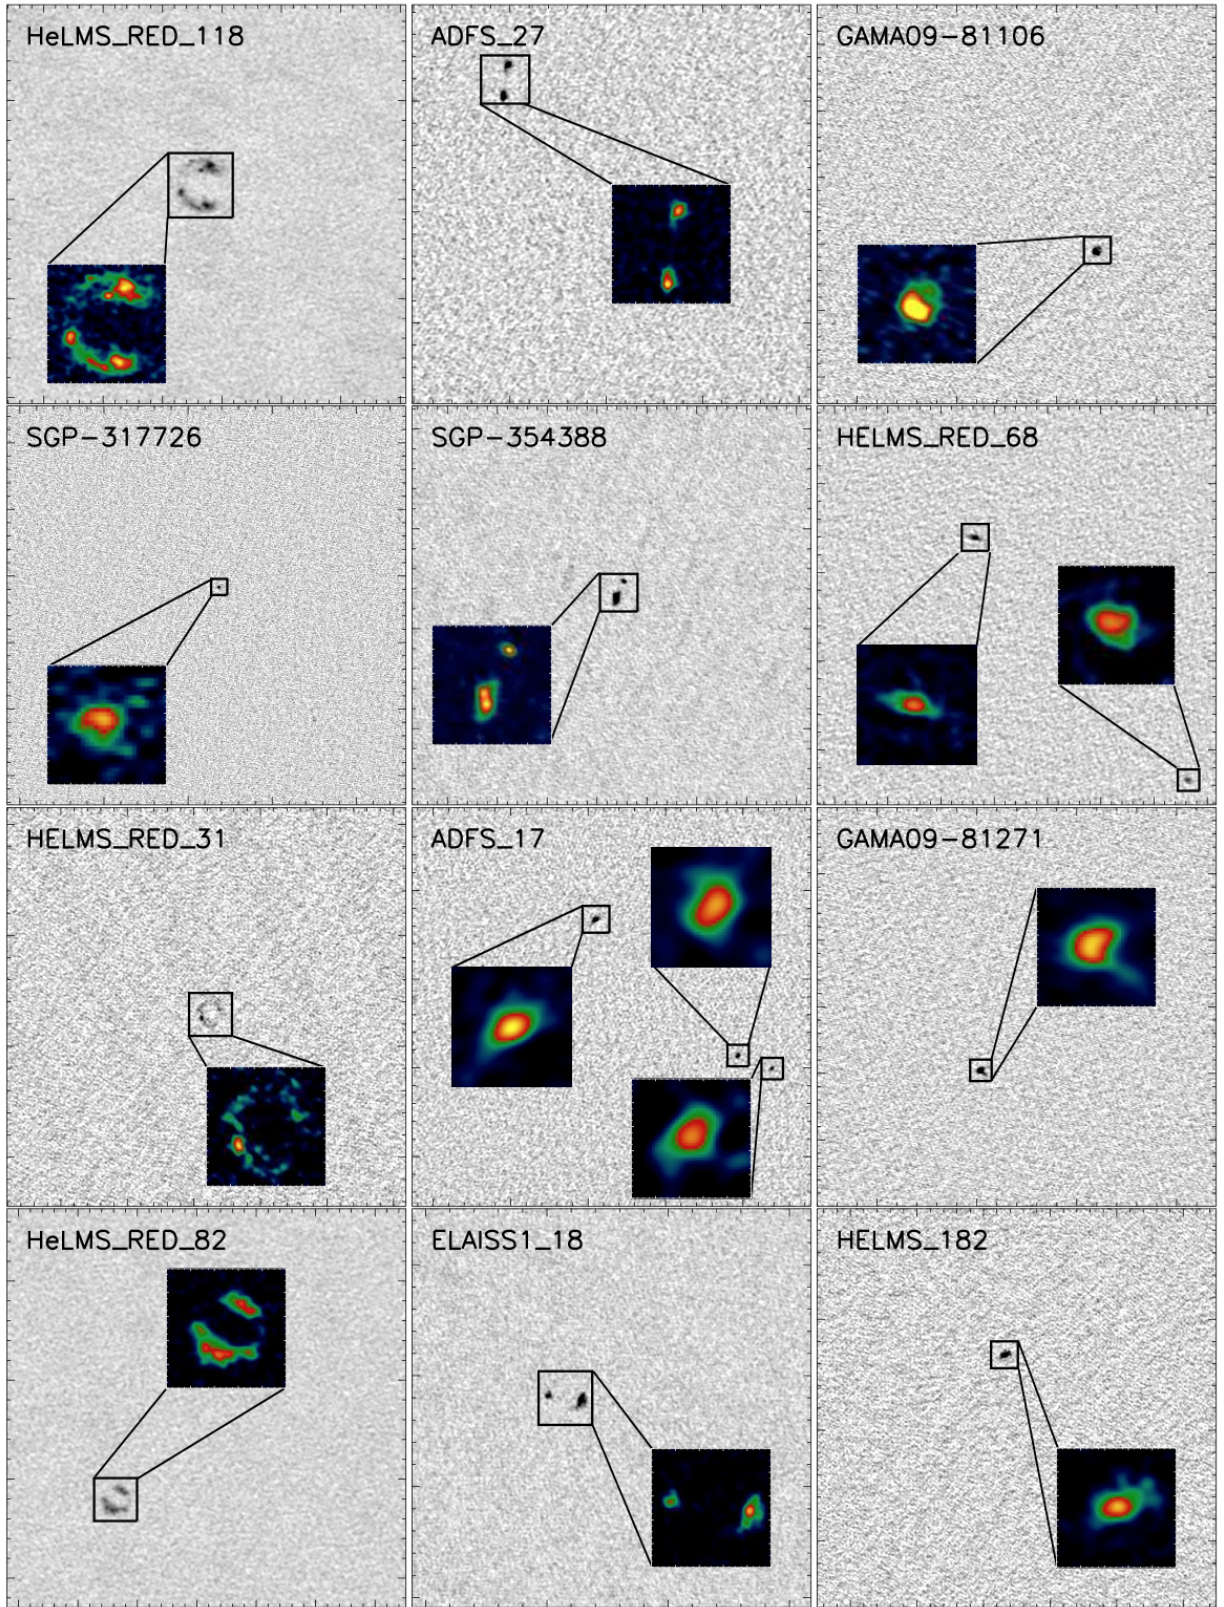 HeLMS_RED_118
ADFS_27
GAMA09-81106
SGP-317726
SGP-354388
HELMS_RED_68
HELMS_RED_31
ADFS_17
GAMA09-81271
HeLMS_RED_82
ELAISS1_18
HELMS_182